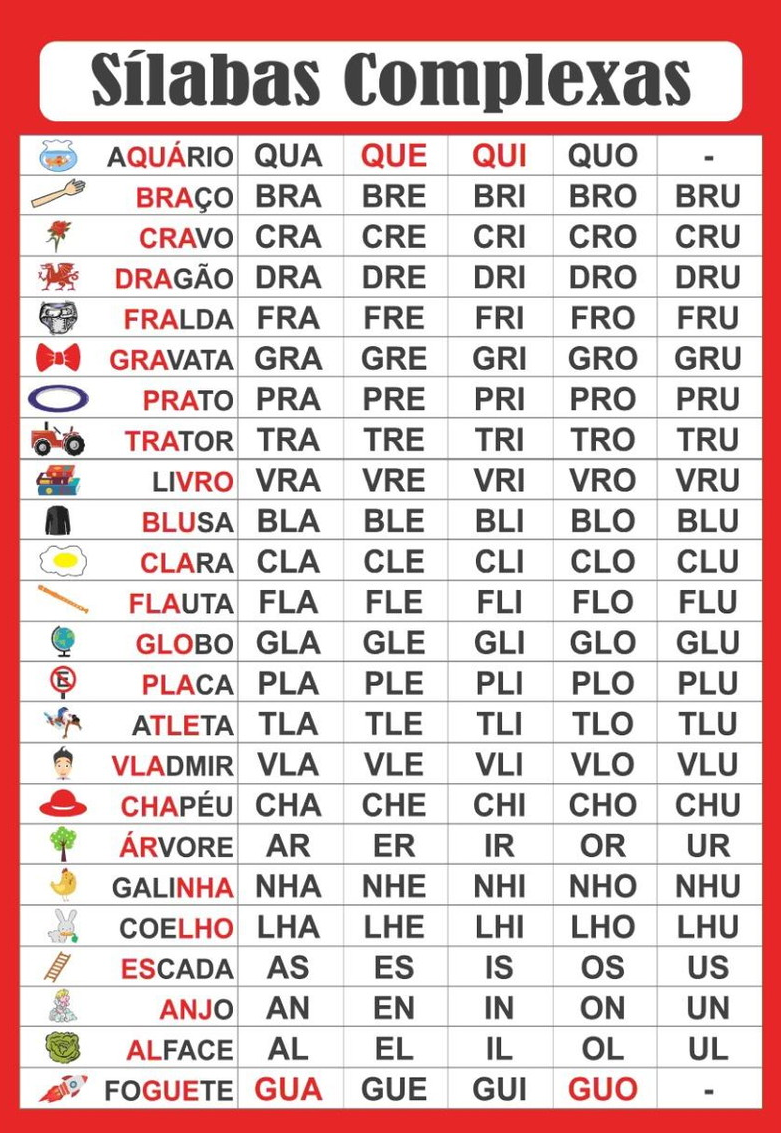 Sílabas Complexas
AQUÁRIO QUA QUE QUI QUO -
BRAÇO BRA BRE BRI BRO BRU
CRAVO CRA CRE CRI CRO CRU
DRAGÃO DRA DRE DRI DRO DRU
FRALDA FRA FRE FRI FRO FRU
GRAVATA GRA GRE GRI GRO GRU
PRATO PRA PRE PRI PRO PRU
TRATOR TRA TRE TRI TRO TRU
LIVRO VRA VRE VRI VRO VRU
BLUSA BLA BLE BLI BLO BLU
CLARA CLA CLE CLI CLO CLU
FLAUTA FLA FLE FLI FLO FLU
GLOBO GLA GLE GLI GLO GLU
E PLACA PLA PLE PLI PLO PLU
ATLETA TLA TLE TLI TLO TLU
VLADMIR VLA VLE VLI VLO VLU
CHAPÉU CHA CHE CHI CHO CHU
ÁRVORE AR ER IR OR UR
GALINHA NHA NHE NHI NHO NHU
COELHO LHA LHE LHI LHO LHU
ESCADA AS ES IS OS US
ANJO AN EN IN ON UN
ALFACE AL EL IL OL UL
FOGUETE GUA GUE GUI GUO -